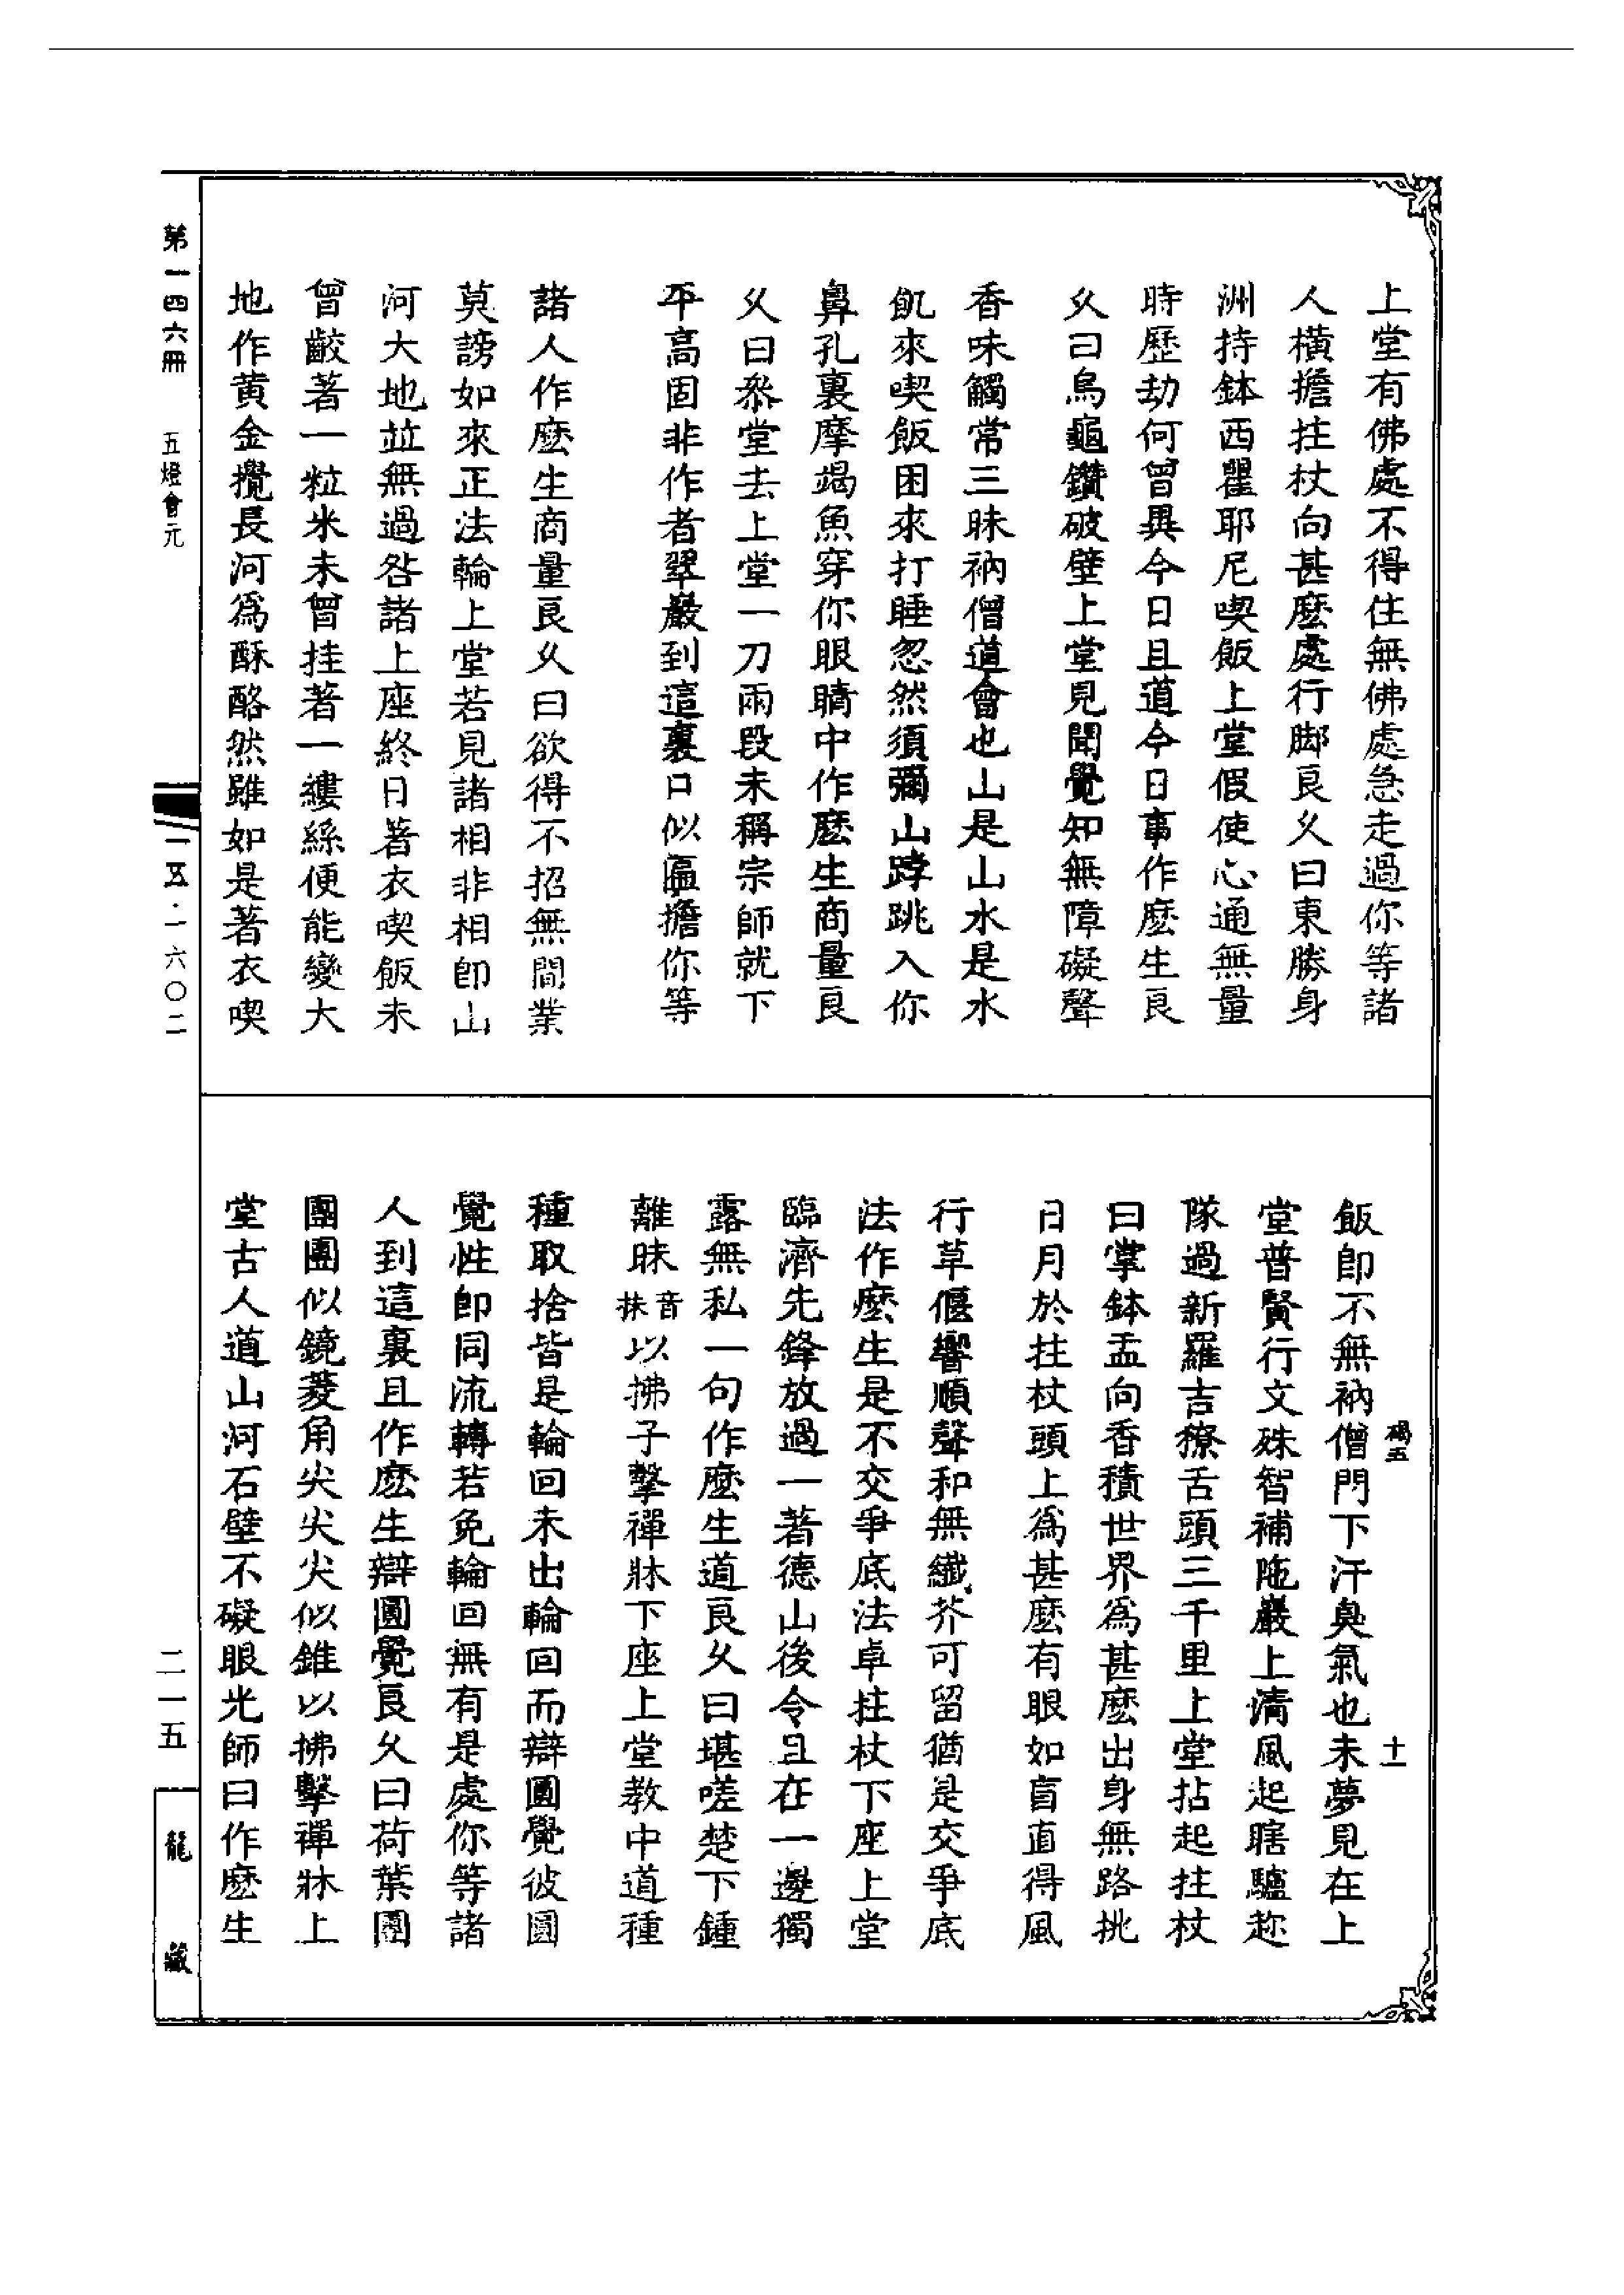 上堂有佛處不得住無佛處急走過你等諸
人橫擔拄杖向甚麽處行脚良乆曰東勝身
洲持鉢西瞿耶尼喫飯上堂假使心通無量
時歷劫何曾異今日且道今日事作麽生良
乆曰烏龜鑽破壁上堂見聞覺知無障礙聲
香味觸常三昧衲僧道會也山是山水是水
飢來喫飯困來打睡忽然須彌山𨁝跳入你
鼻孔裏摩竭魚穿你眼睛中作麽生商量良
乆曰叅堂去上堂一刀兩段未稱宗師就下
平高固非作者翠巖到這裏口似匾擔你等
諸人作麽生商量良乆曰欲得不招無間業
莫謗如來正法輪上堂若見諸相非相卽山
河大地竝無過咎諸上座終日著衣喫飯未
曾齩著一粒米未曾挂著一縷絲便能變大
地作黄金攪長河爲酥酪然雖如是著衣喫
飯卽不無衲僧門下汗臭氣也未夢見在上
堂普賢行文殊智補陁巖上清風起瞎驢趂
隊過新羅吉獠舌頭三千里上堂拈起拄杖
曰掌鉢盂向香積世界爲甚麽出身無路挑
日月於拄杖頭上爲甚麽有眼如盲直得風
行草偃響順聲和無纖芥可留猶是交爭底
法作麽生是不交爭底法卓拄杖下座上堂
臨濟先鋒放過一著德山後令且在一邊獨
露無私一句作麽生道良乆曰堪嗟楚下鍾
離昧音抹以拂子擊禪牀下座上堂教中道種
種取捨皆是輪回未出輪回而辯圓覺彼圓
覺性卽同流轉若免輪回無有是處你等諸
人到這裏且作麽生辯圓覺良乆曰荷葉團
團團似鏡菱角尖尖尖似錐以拂擊禪牀上
堂古人道山河石壁不礙眼光師曰作麽生
十一
第一四六冊
五燈會元
一五·一六〇二
二一五
龍藏